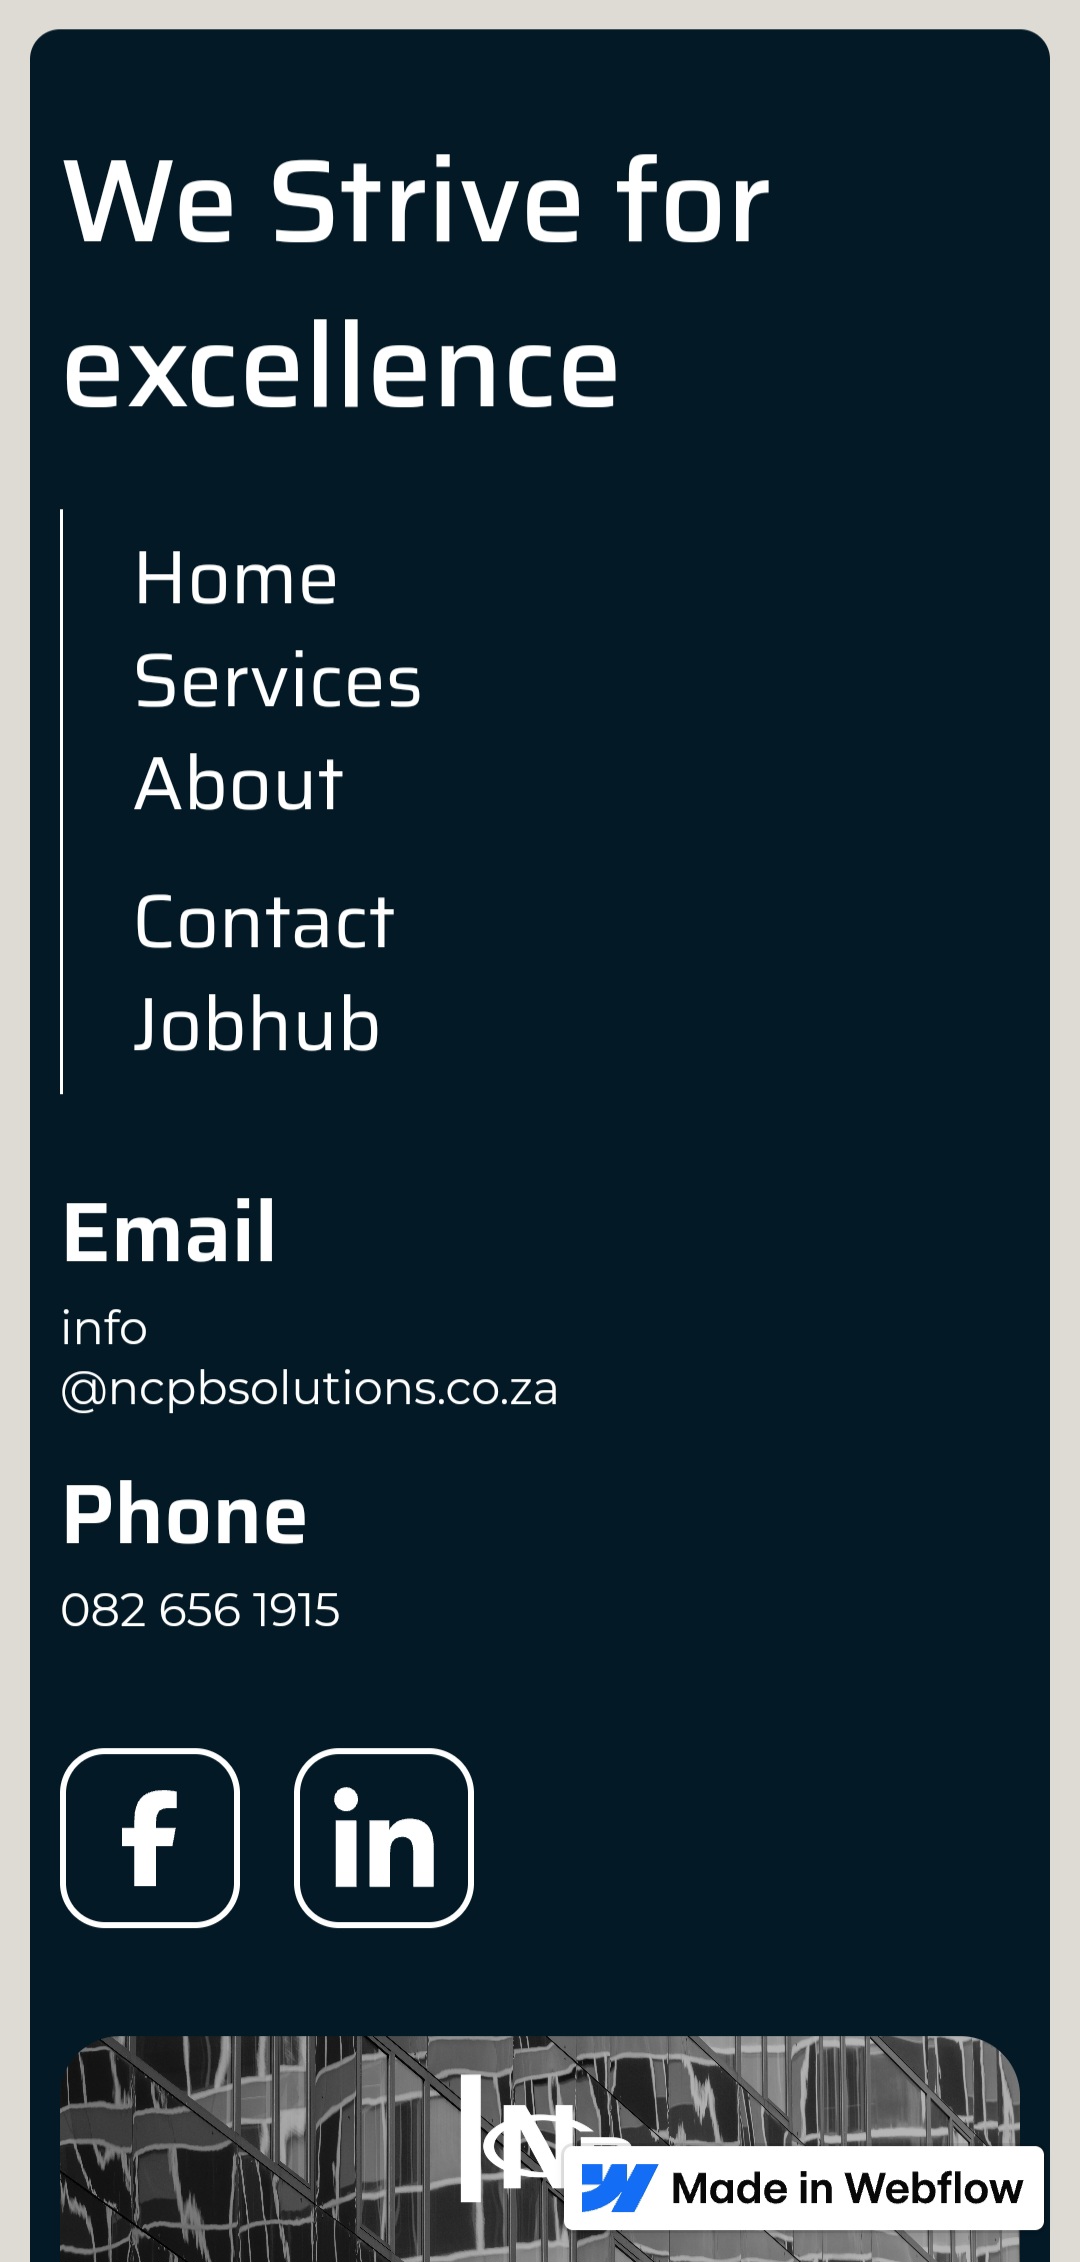 We Strive for
excellence
Home
Services
About
Contact
Jobhub
Email
info
@ncpbsolutions.co.za
Phone
082 656 1915
f
in
Made in Webflow